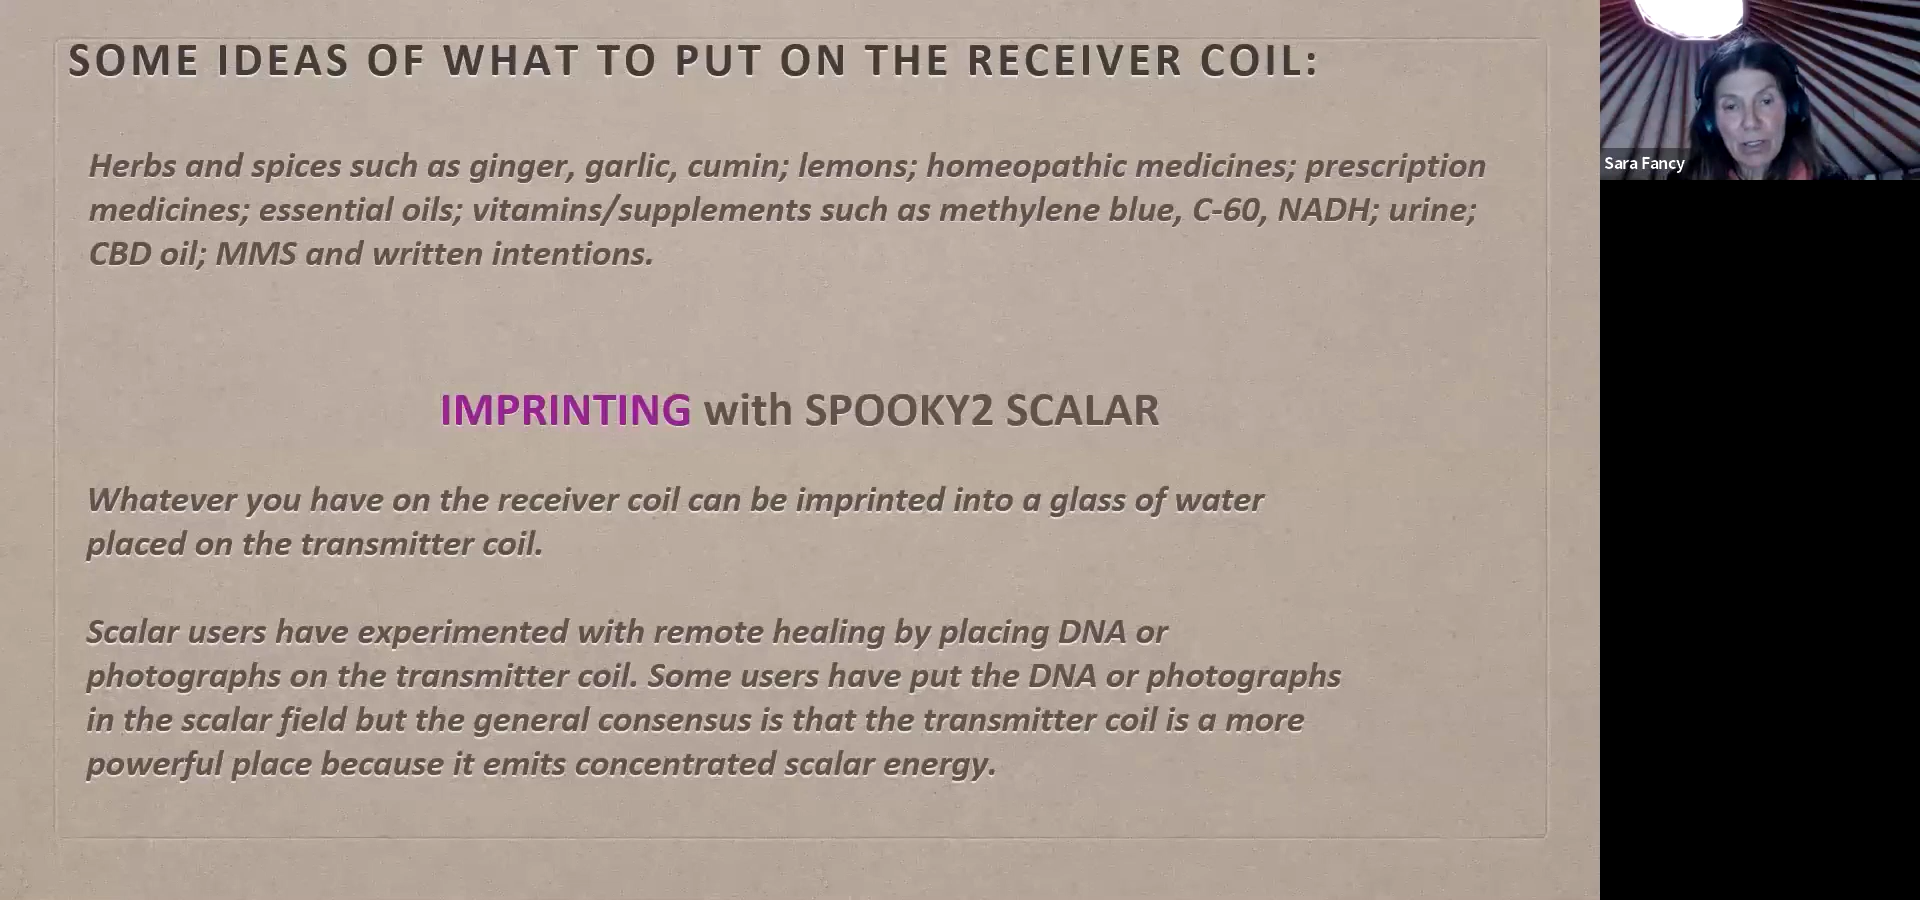 SOME IDEAS OF WHAT TO PUT ON THE RECEIVER COIL:
Herbs and spices such as ginger, garlic, cumin; lemons; homeopathic medicines; prescription
medicines; essential oils; vitamins/supplements such as methylene blue, C-60, NADH; urine;
CBD oil; MMS and written intentions.
IMPRINTING with SPOOKY2 SCALAR
Whatever you have on the receiver coil can be imprinted into a glass of water
placed on the transmitter coil.
Scalar users have experimented with remote healing by placing DNA or
photographs on the transmitter coil. Some users have put the DNA or photographs
in the scalar field but the general consensus is that the transmitter coil is a more
powerful place because it emits concentrated scalar energy.
Sara Fancy